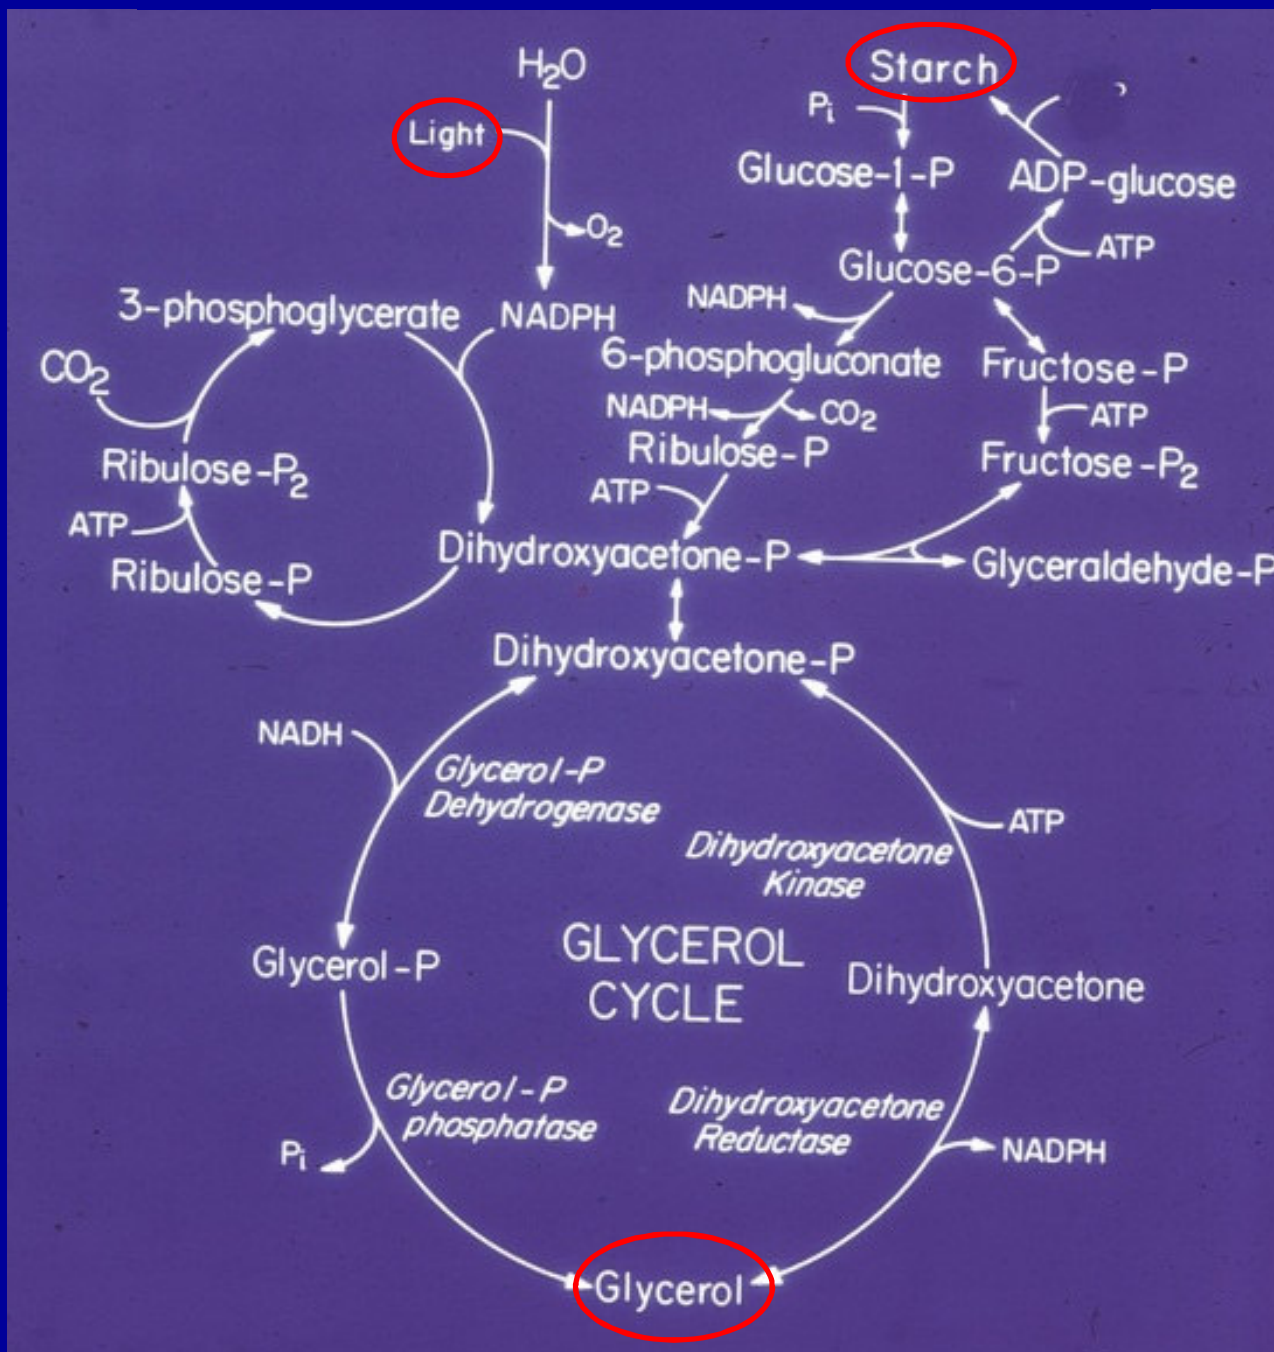 H₂O
Starch
Light
Pi
Glucose-1-P
ADP-glucose
O₂
ATP
Glucose-6-P
NADPH
3-phosphoglycerate
NADPH
6-phosphogluconate
Fructose-P
CO₂
NADPH
CO₂
ATP
Ribulose-P₂
Ribulose-P
Fructose-P₂
ATP
ATP
Dihydroxyacetone-P
Glyceraldehyde-P
Ribulose-P
Dihydroxyacetone-P
NADH
Glycerol-P
Dehydrogenase
ATP
Dihydroxyacetone
Kinase
GLYCEROL
CYCLE
Glycerol-P
Dihydroxyacetone
Glycerol-P
phosphatase
Dihydroxyacetone
Reductase
Pi
NADPH
Glycerol